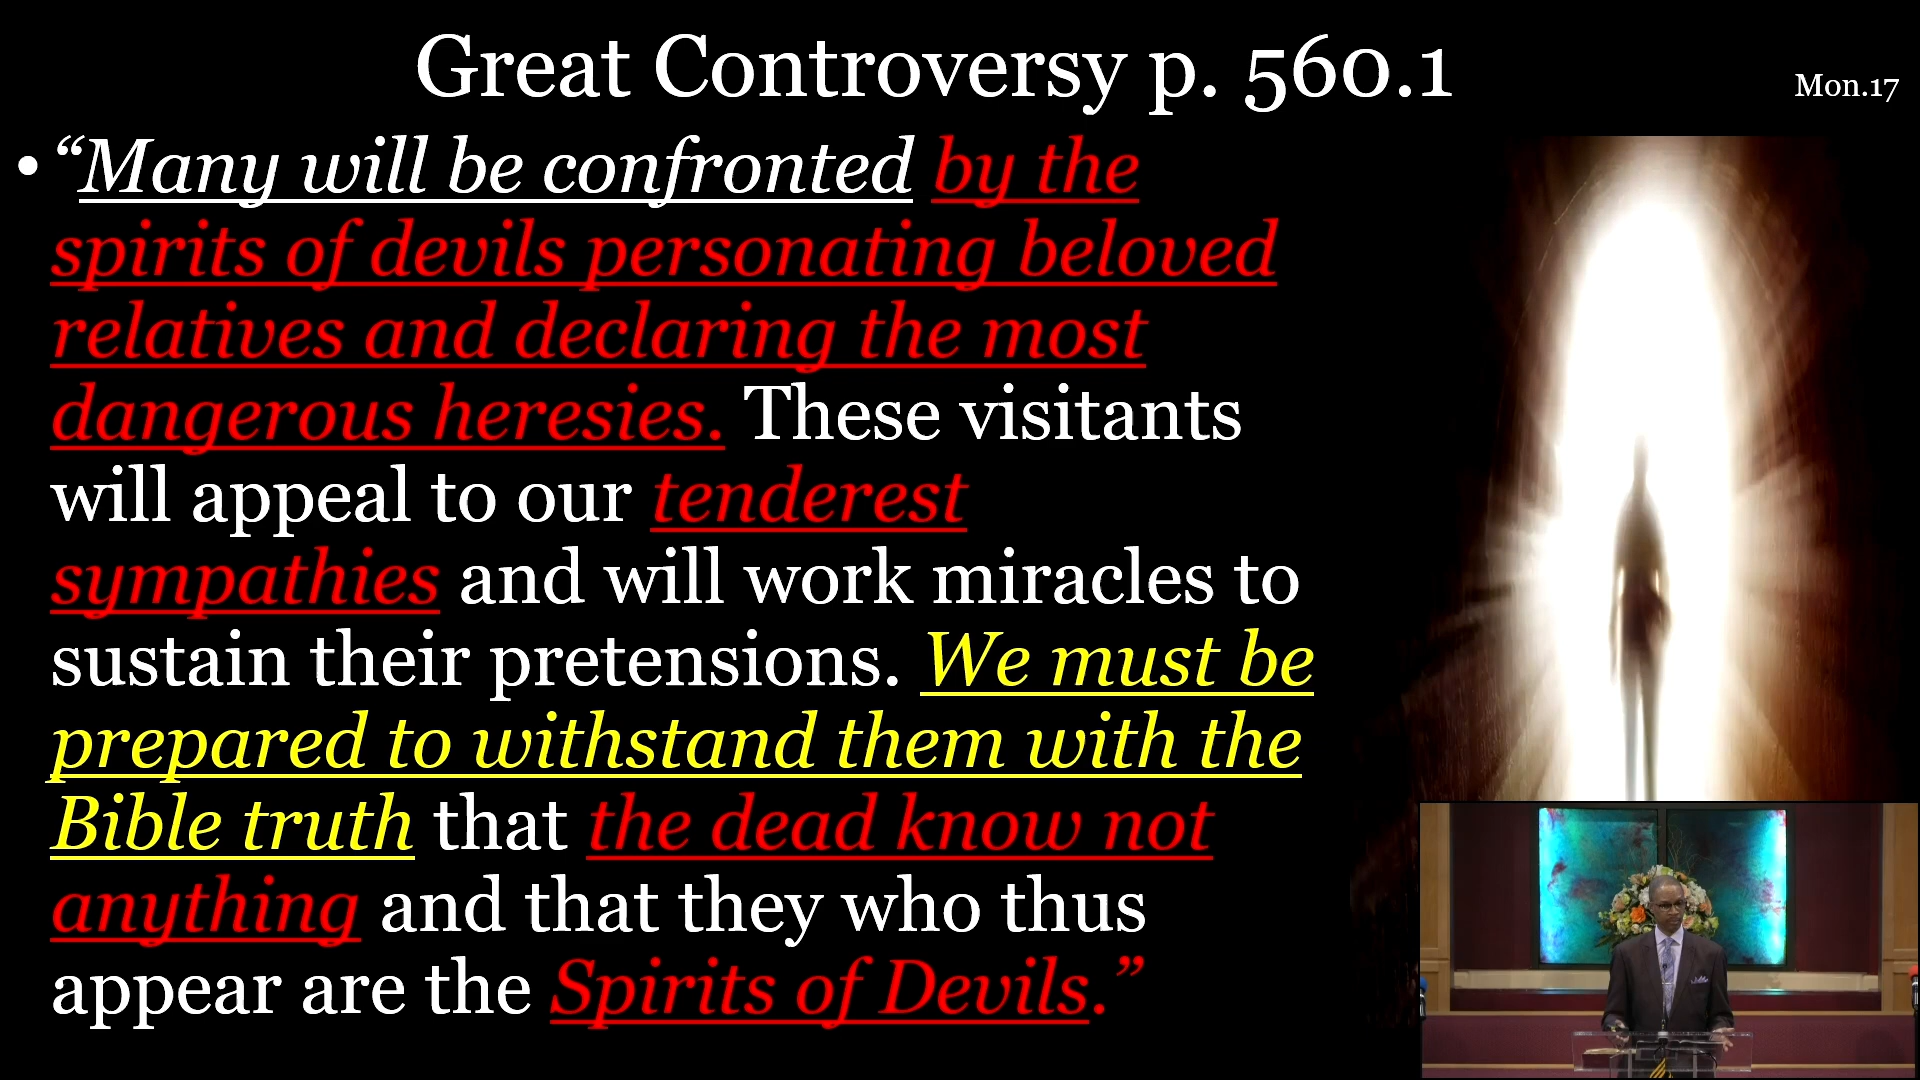 Great Controversy p. 560.1
Mon.17
• “Many will be confronted by the
spirits of devils personating beloved
relatives and declaring the most
dangerous heresies. These visitants
will appeal to our tenderest
sympathies and will work miracles to
sustain their pretensions. We must be
prepared to withstand them with the
Bible truth that the dead know not
anything and that they who thus
appear are the Spirits of Devils.”